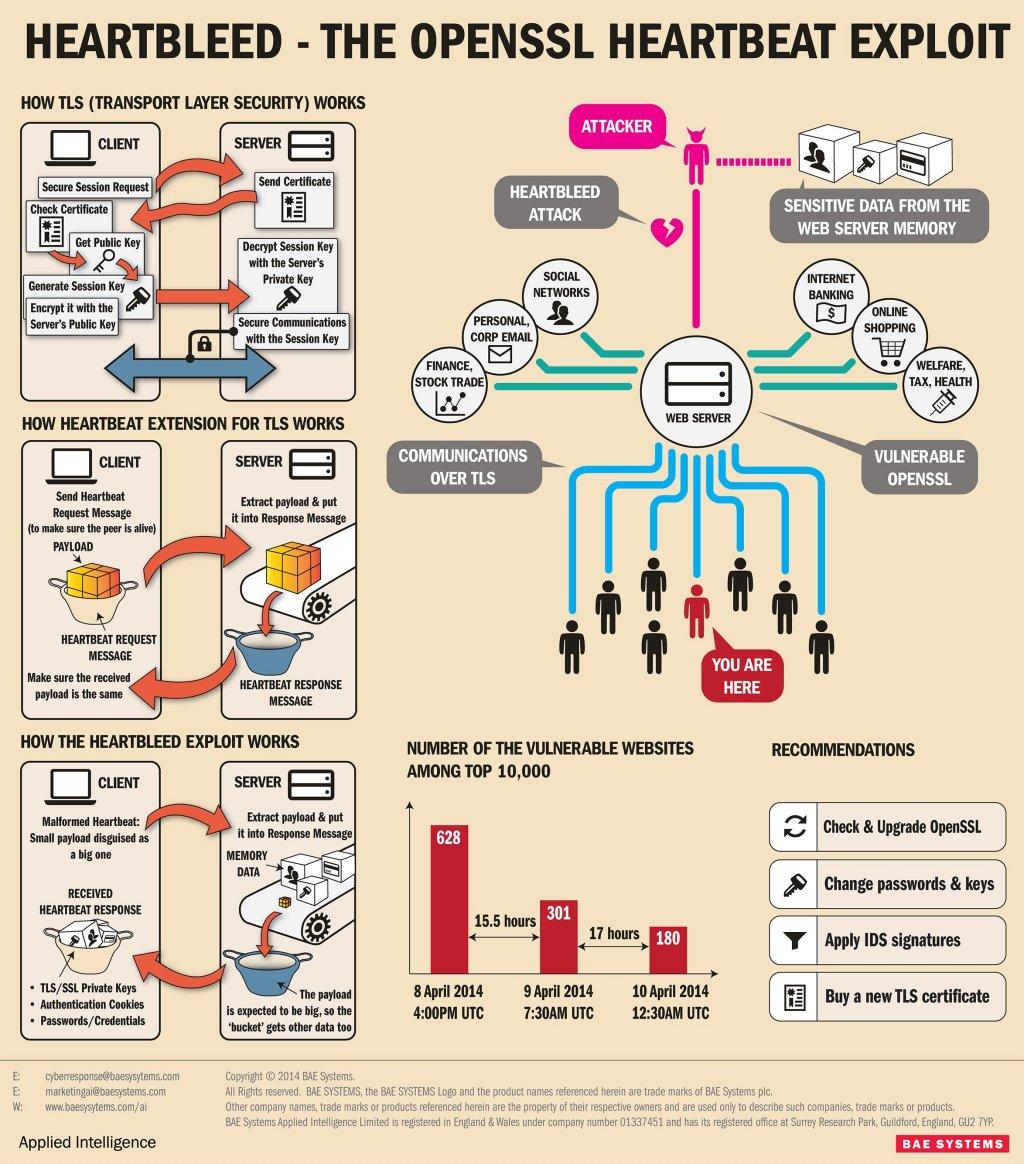 HEARTBLEED - THE OPENSSL HEARTBEAT EXPLOIT
HOW TLS (TRANSPORT LAYER SECURITY) WORKS
CLIENT
SERVER
Secure Session Request
Send Certificate
Check Certificate
Get Public Key
Decrypt Session Key
with the Server's
Private Key
Generate Session Key
Encrypt it with the
Server's Public Key
Secure Communications
with the Session Key
HOW HEARTBEAT EXTENSION FOR TLS WORKS
CLIENT
SERVER
Send Heartbeat
Request Message
(to make sure the peer is alive)
PAYLOAD
HEARTBEAT REQUEST
MESSAGE
Make sure the received
payload is the same
Extract payload & put
it into Response Message
HEARTBEAT RESPONSE
MESSAGE
HOW THE HEARTBLEED EXPLOIT WORKS
CLIENT
SERVER
Malformed Heartbeat:
Small payload disguised as
a big one
RECEIVED
HEARTBEAT RESPONSE
• TLS/SSL Private Keys
• Authentication Cookies
• Passwords/Credentials
Extract payload & put
it into Response Message
MEMORY
DATA
The payload
is expected to be big, so the
'bucket' gets other data too
ATTACKER
HEARTBLEED
ATTACK
SENSITIVE DATA FROM THE
WEB SERVER MEMORY
SOCIAL
NETWORKS
PERSONAL,
CORP EMAIL
FINANCE,
STOCK TRADE
INTERNET
BANKING
$
ONLINE
SHOPPING
WELFARE,
TAX, HEALTH
WEB SERVER
COMMUNICATIONS
OVER TLS
VULNERABLE
OPENSSL
YOU ARE
HERE
NUMBER OF THE VULNERABLE WEBSITES
AMONG TOP 10,000
628
15.5 hours
301
17 hours
180
8 April 2014
4:00PM UTC
9 April 2014
7:30AM UTC
10 April 2014
12:30AM UTC
RECOMMENDATIONS
Check & Upgrade OpenSSL
Change passwords & keys
Apply IDS signatures
Buy a new TLS certificate
E: cyberresponse@baesysytems.com
E: marketingai@baesystems.com
W: www.baesysytems.com/ai
Copyright © 2014 BAE Systems.
All Rights reserved. BAE SYSTEMS, the BAE SYSTEMS Logo and the product names referenced herein are trade marks of BAE Systems plc.
Other company names, trade marks or products referenced herein are the property of their respective owners and are used only to describe such companies, trade marks or products.
BAE Systems Applied Intelligence Limited is registered in England & Wales under company number 01337451 and has its registered office at Surrey Research Park, Guildford, England, GU2 7YP.
Applied Intelligence
BAE SYSTEMS